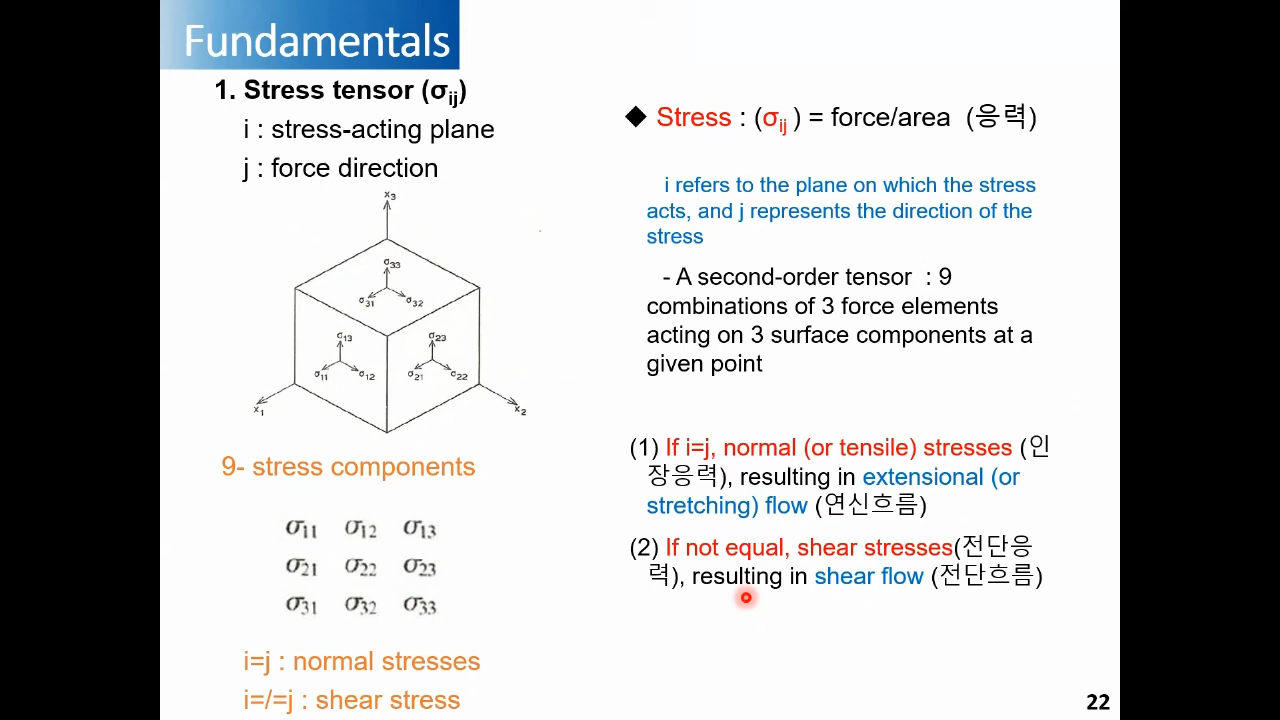 Fundamentals
1. Stress tensor (σij)
i : stress-acting plane
j : force direction
x3
σ33
σ31
σ32
σ13
σ23
σ11
σ12
σ21
σ22
x1
x2
9- stress components
σ11 σ12 σ13
σ21 σ22 σ23
σ31 σ32 σ33
i=j : normal stresses
i=/=j : shear stress
◆ Stress : (σij ) = force/area (응력)
i refers to the plane on which the stress
acts, and j represents the direction of the
stress
- A second-order tensor : 9
combinations of 3 force elements
acting on 3 surface components at a
given point
(1) If i=j, normal (or tensile) stresses (인
장응력), resulting in extensional (or
stretching) flow (연신흐름)
(2) If not equal, shear stresses(전단응
력), resulting in shear flow (전단흐름)
22